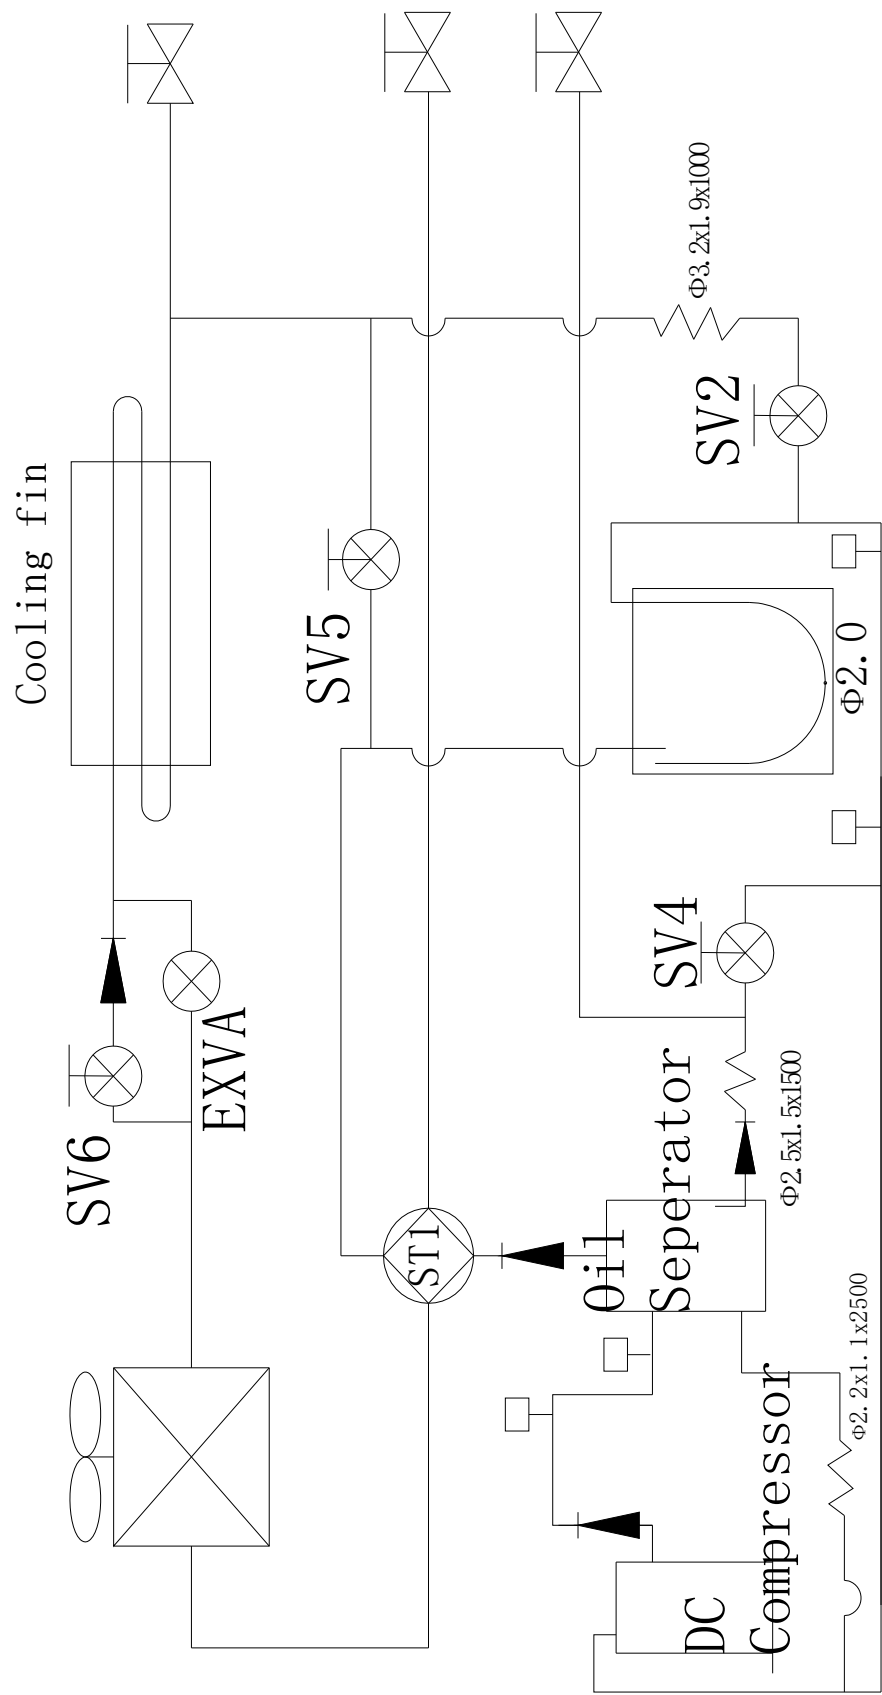 Φ3.2x1.9x1000
SV2
Cooling fin
SV5
Φ2.0
SV4
EXVA
SV6
Φ2.5x1.5x1500
ST1
Oil
Seperator
Φ2.2x1.1x2500
DC
Compressor